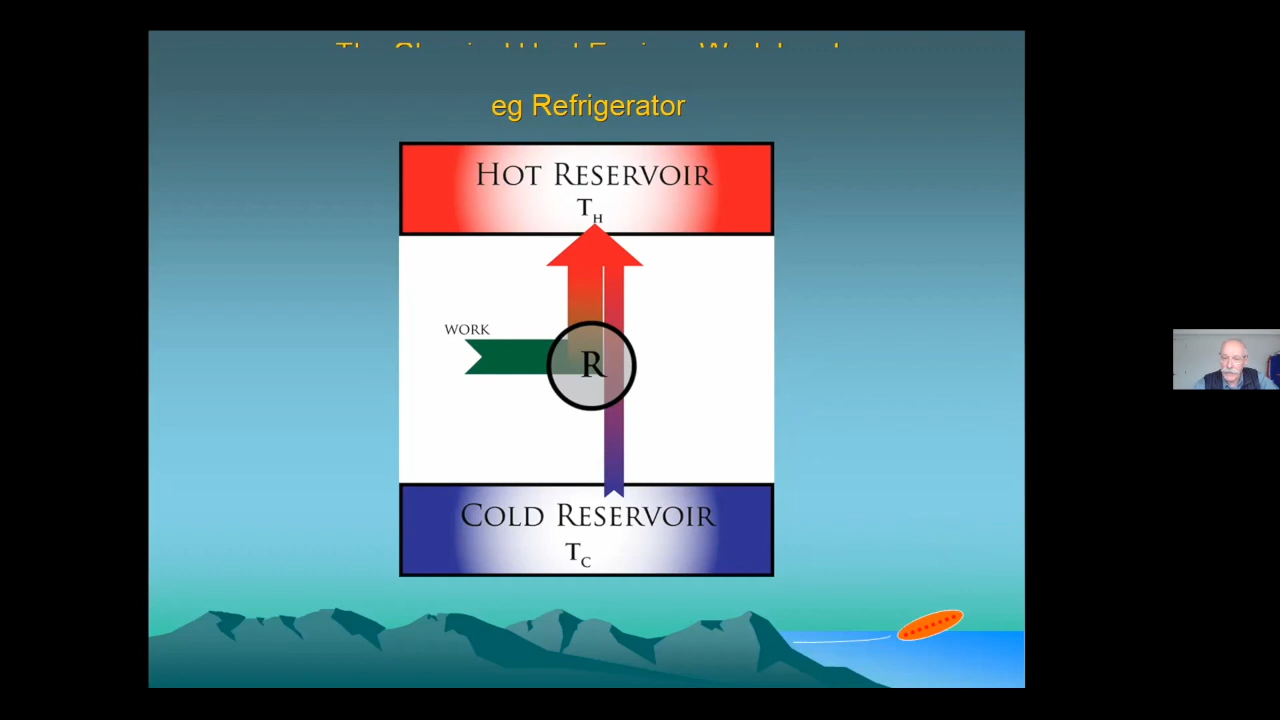 eg Refrigerator
HOT RESERVOIR
TH
WORK
R
COLD RESERVOIR
TC